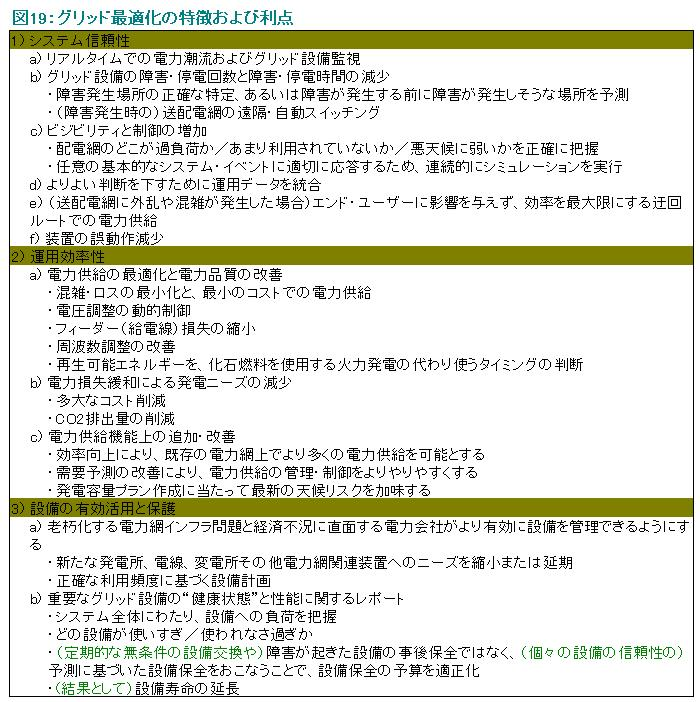 図19：グリッド最適化の特徴および利点
1) システム信頼性
a) リアルタイムでの電力潮流およびグリッド設備監視
b) グリッド設備の障害・停電回数と障害・停電時間の減少
・障害発生場所の正確な特定、あるいは障害が発生する前に障害が発生しそうな場所を予測
・（障害発生時の）送配電網の遠隔・自動スイッチング
c) ビジビリティと制御の増加
・配電網のどこが過負荷か／あまり利用されていないか／悪天候に弱いかを正確に把握
・任意の基本的なシステム・イベントに適切に応答するため、連続的にシミュレーションを実行
d) よりよい判断を下すために運用データを統合
e) （送配電網に外乱や混雑が発生した場合）エンド・ユーザーに影響を与えず、効率を最大限にする迂回
ルートでの電力供給
f) 装置の誤動作減少
2) 運用効率性
a) 電力供給の最適化と電力品質の改善
・混雑・ロスの最小化と、最小のコストでの電力供給
・電圧調整の動的制御
・フィーダー（給電線）損失の縮小
・周波数調整の改善
・再生可能エネルギーを、化石燃料を使用する火力発電の代わり使うタイミングの判断
b) 電力損失緩和による発電ニーズの減少
・多大なコスト削減
・CO2排出量の削減
c) 電力供給機能上の追加・改善
・効率向上により、既存の電力網上でより多くの電力供給を可能とする
・需要予測の改善により、電力供給の管理・制御をよりやりやすくする
・発電容量プラン作成に当たって最新の天候リスクを加味する
3) 設備の有効活用と保護
a) 老朽化する電力網インフラ問題と経済不況に直面する電力会社がより有効に設備を管理できるようにす
る
・新たな発電所、電線、変電所その他電力網関連装置へのニーズを縮小または延期
・正確な利用頻度に基づく設備計画
b) 重要なグリッド設備の“健康状態”と性能に関するレポート
・システム全体にわたり、設備への負荷を把握
・どの設備が使いすぎ／使われなさ過ぎか
・（定期的な無条件の設備交換や）障害が起きた設備の事後保全ではなく、（個々の設備の信頼性の）
予測に基づいた設備保全をおこなうことで、設備保全の予算を適正化
・（結果として）設備寿命の延長